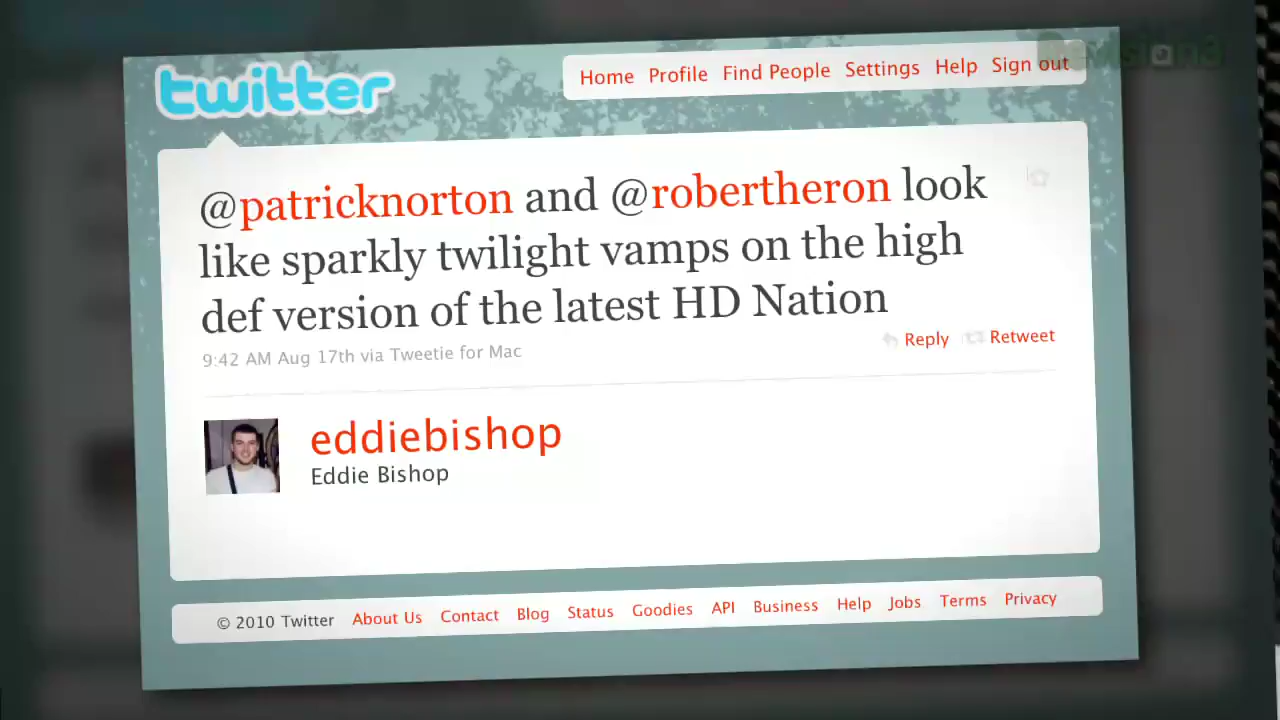 twitter
Home Profile Find People Settings Help Sign out
Revision3
@patricknorton and @robertheron look
like sparkly twilight vamps on the high
def version of the latest HD Nation
9:42 AM Aug 17th via Tweetie for Mac
Reply Retweet
eddiebishop
Eddie Bishop
© 2010 Twitter About Us Contact Blog Status Goodies API Business Help Jobs Terms Privacy